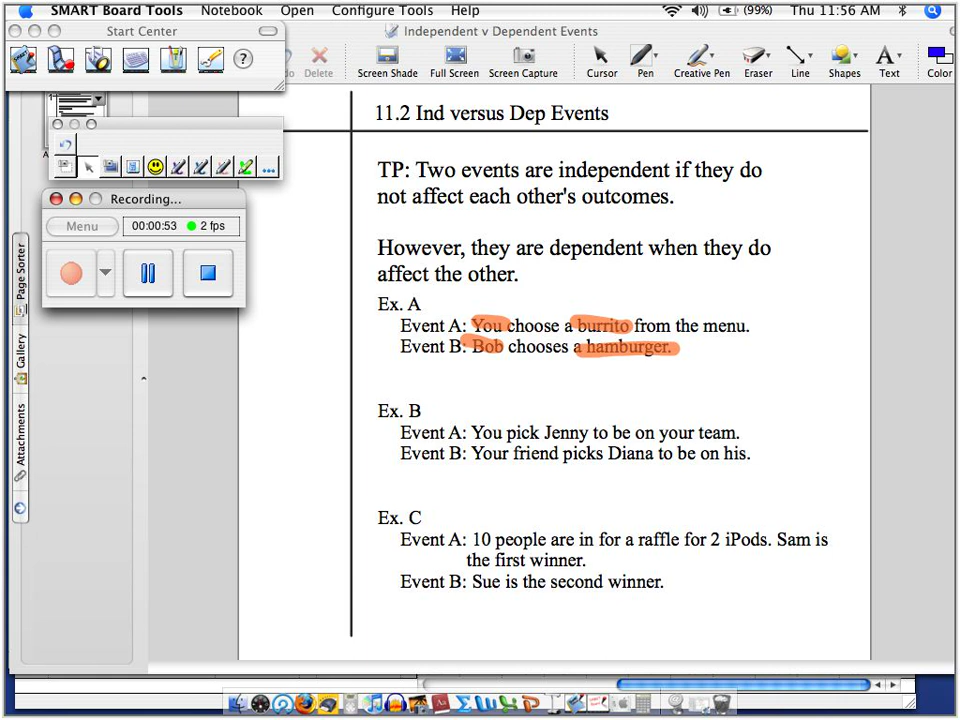 SMART Board Tools Notebook Open Configure Tools Help (99%) Thu 11:56 AM
Start Center
Independent v Dependent Events
Delete Screen Shade Full Screen Screen Capture Cursor Pen Creative Pen Eraser Line Shapes Text Color
Recording...
Menu 00:00:53 2 fps
Page Sorter
Gallery
Attachments
11.2 Ind versus Dep Events
TP: Two events are independent if they do
not affect each other's outcomes.
However, they are dependent when they do
affect the other.
Ex. A
Event A: You choose a burrito from the menu.
Event B: Bob chooses a hamburger.
Ex. B
Event A: You pick Jenny to be on your team.
Event B: Your friend picks Diana to be on his.
Ex. C
Event A: 10 people are in for a raffle for 2 iPods. Sam is
the first winner.
Event B: Sue is the second winner.